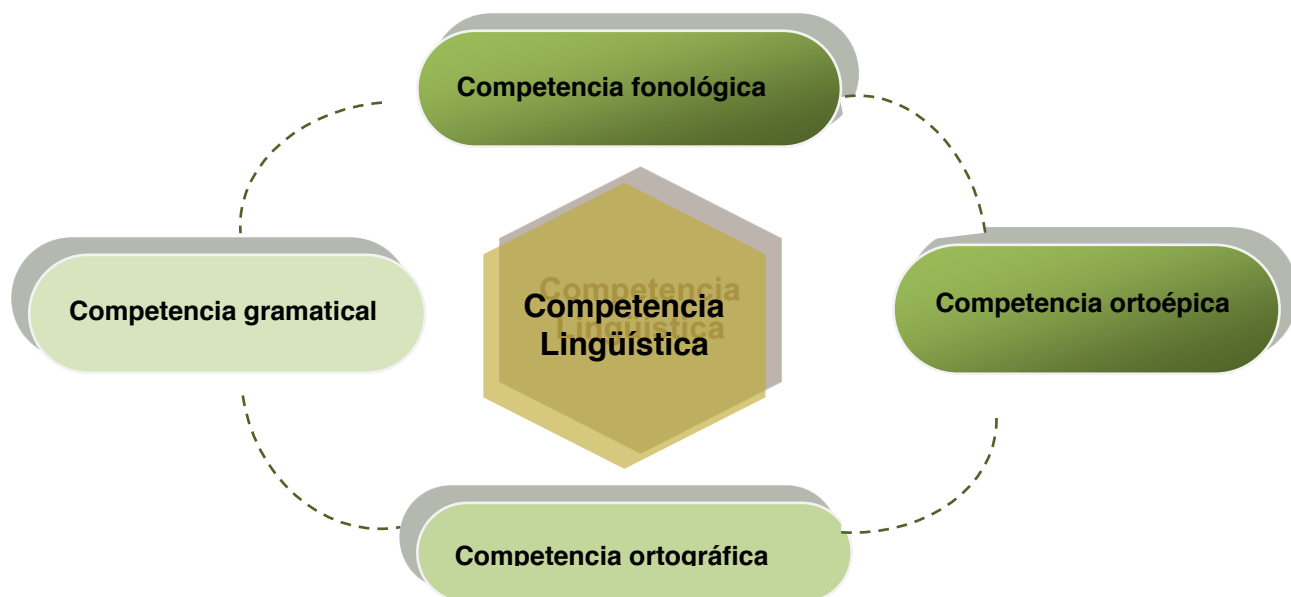 Competencia fonológica
Competencia gramatical
Competencia
Lingüística
Competencia ortoépica
Competencia ortográfica